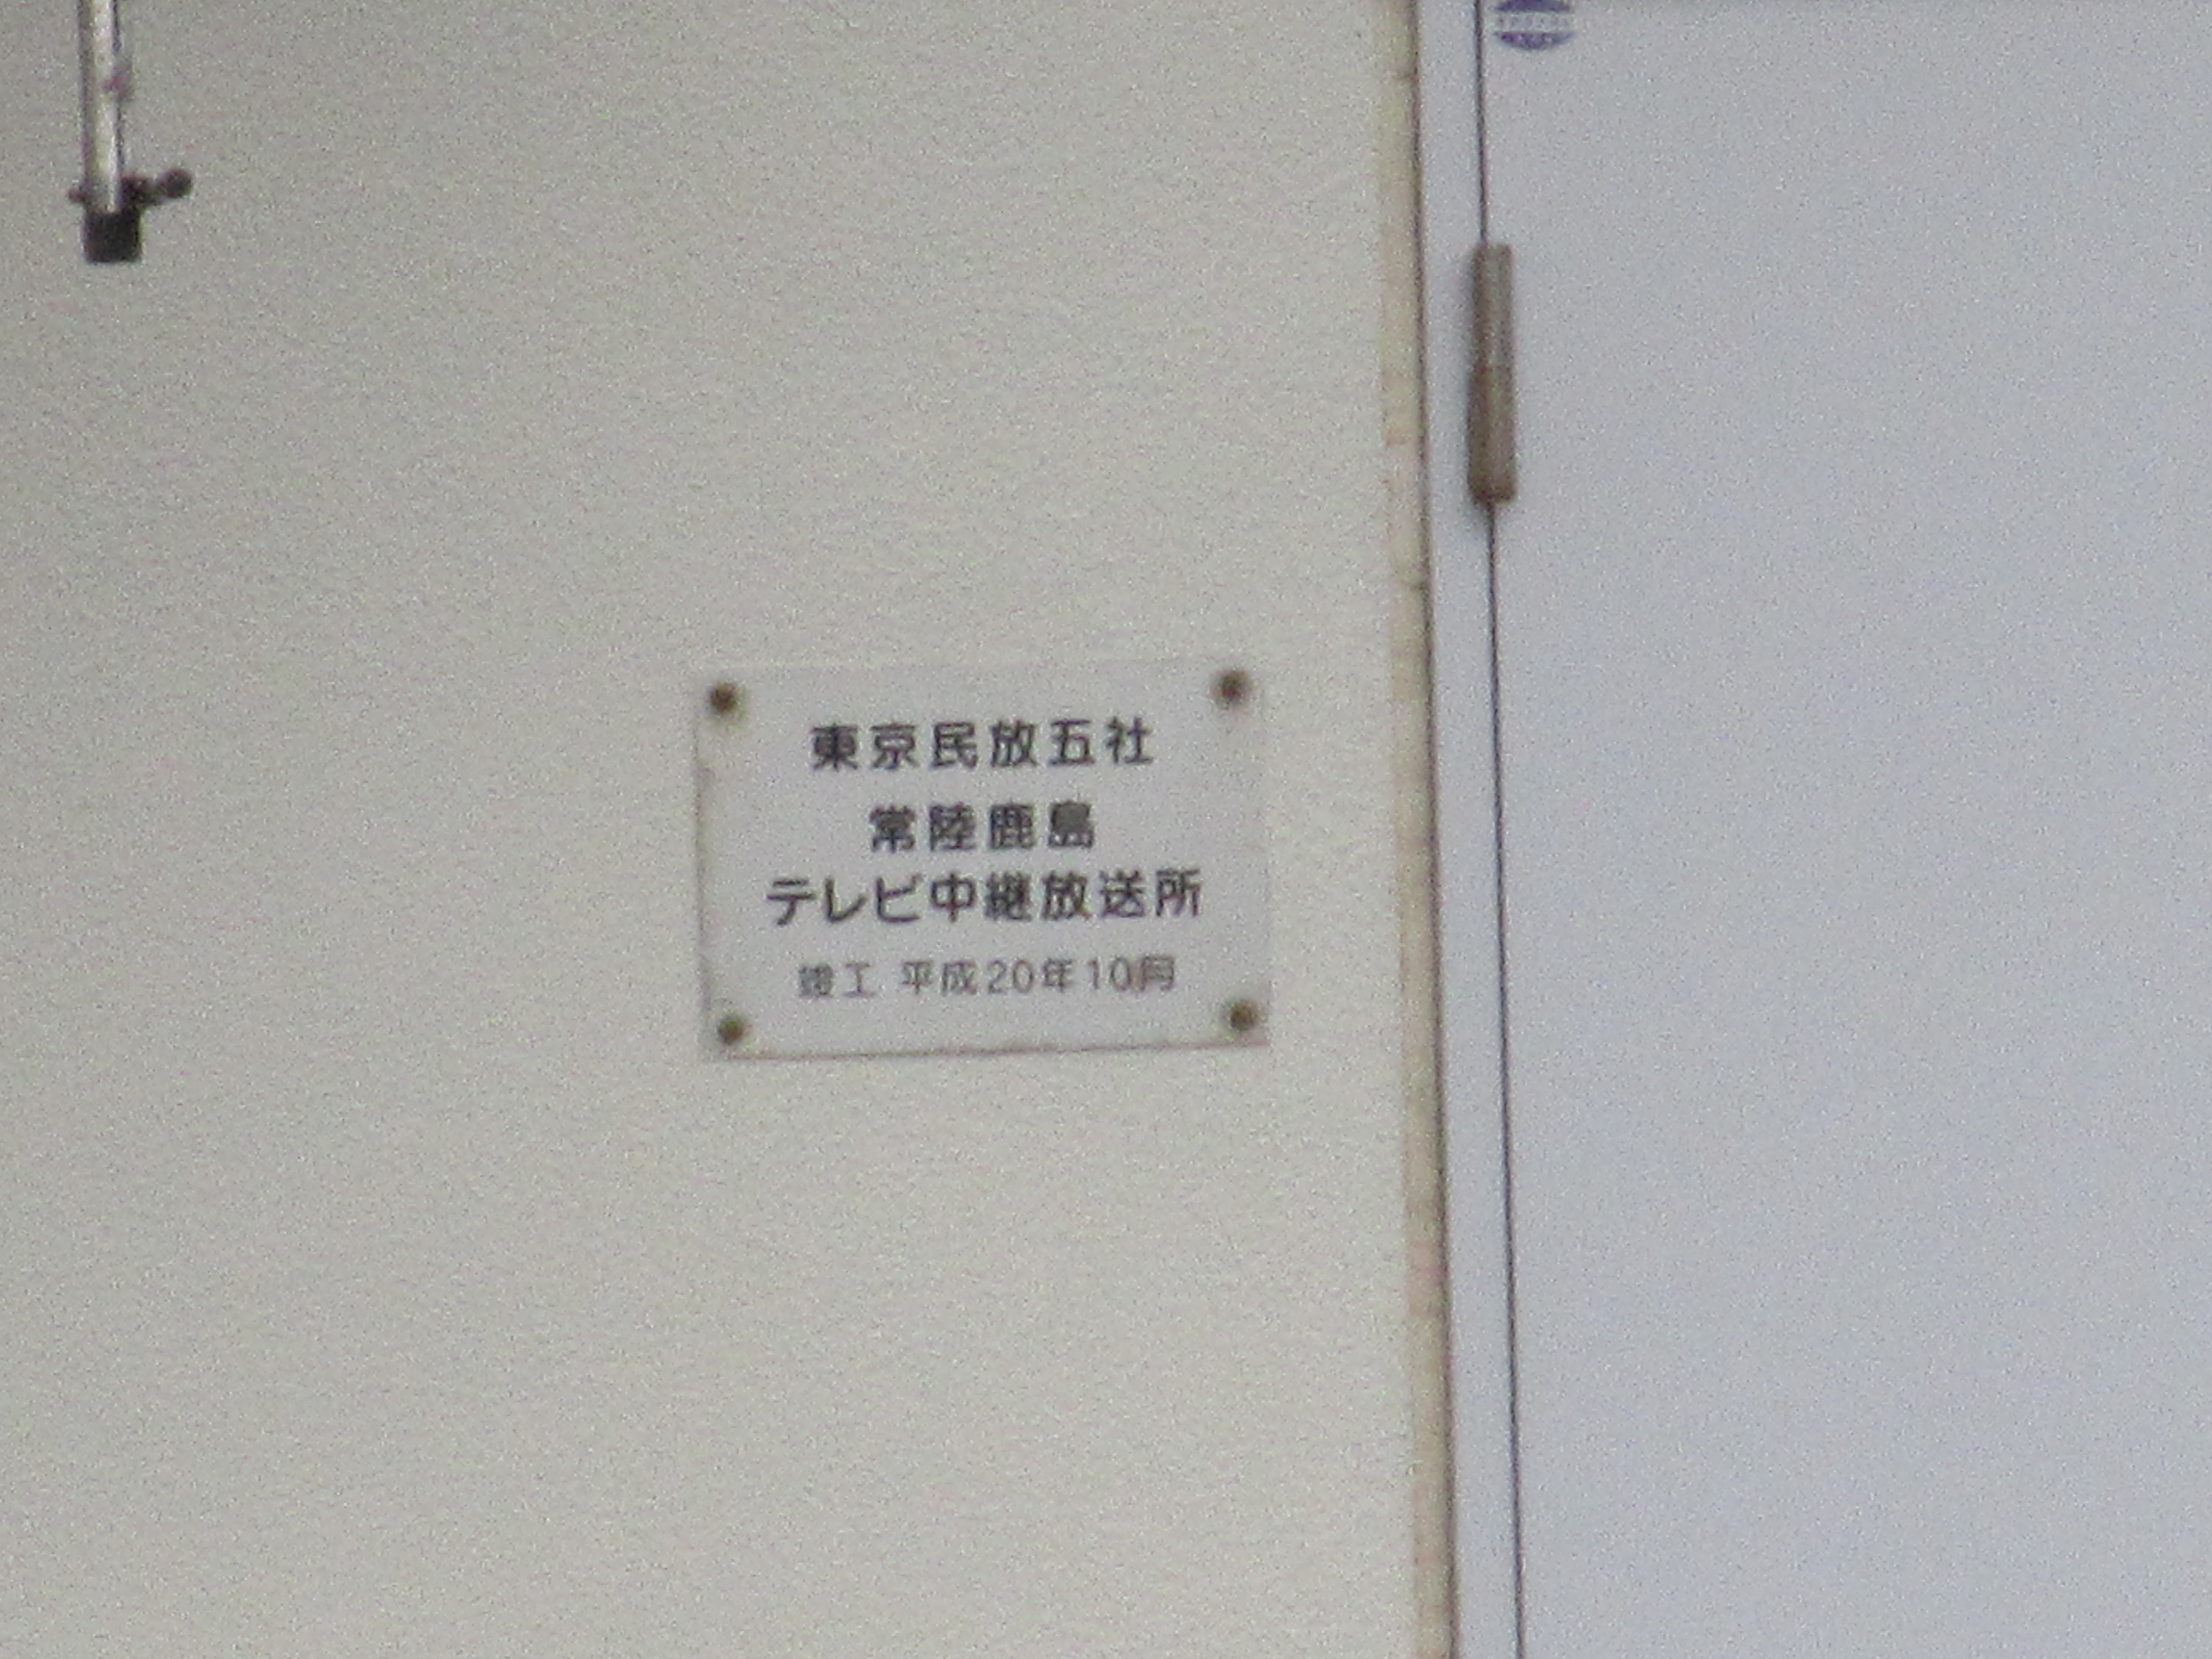 東京民放五社
常陸鹿島
テレビ中継放送所
竣工 平成20年10月